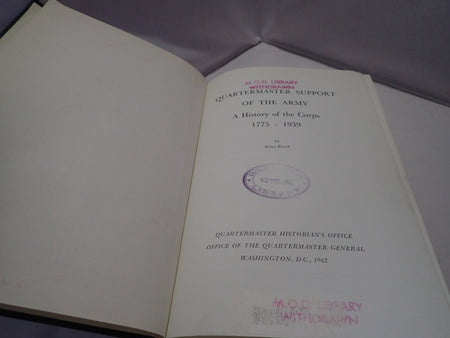 M.O.D. LIBRARY
WITHDRAWN
QUARTERMASTER SUPPORT
OF THE ARMY
A History of the Corps
1775 - 1939
by
Erna Risch
LIBRARY
QUARTERMASTER HISTORIAN'S OFFICE
OFFICE OF THE QUARTERMASTER GENERAL
WASHINGTON, D.C., 1962
M.O.D. LIBRARY
WITHDRAWN